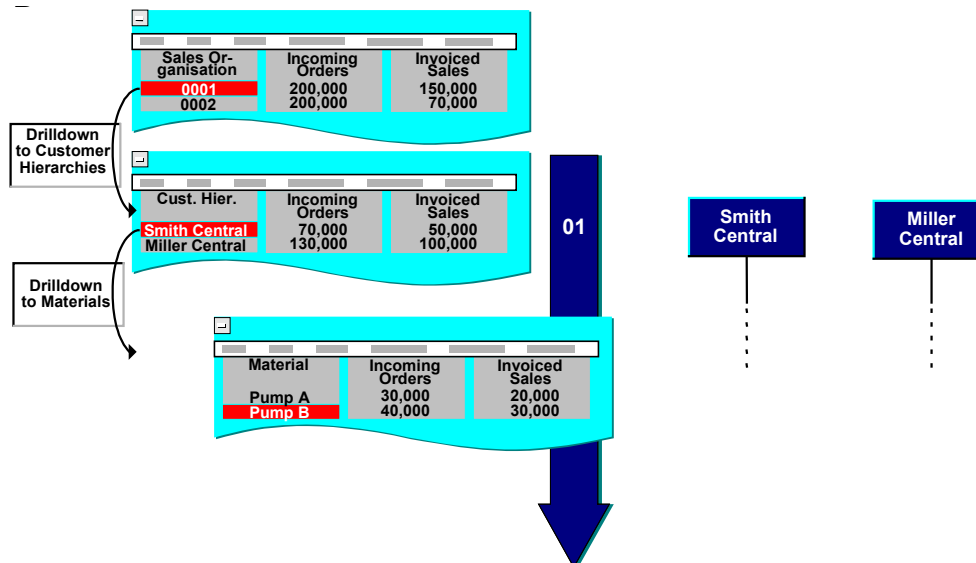 Sales Or-
ganisation
Incoming
Orders
Invoiced
Sales
0001
200,000
150,000
0002
200,000
70,000
Drilldown
to Customer
Hierarchies
Cust. Hier.
Incoming
Orders
Invoiced
Sales
Smith Central
70,000
50,000
Miller Central
130,000
100,000
01
Smith
Central
Miller
Central
Drilldown
to Materials
Material
Incoming
Orders
Invoiced
Sales
Pump A
30,000
20,000
Pump B
40,000
30,000